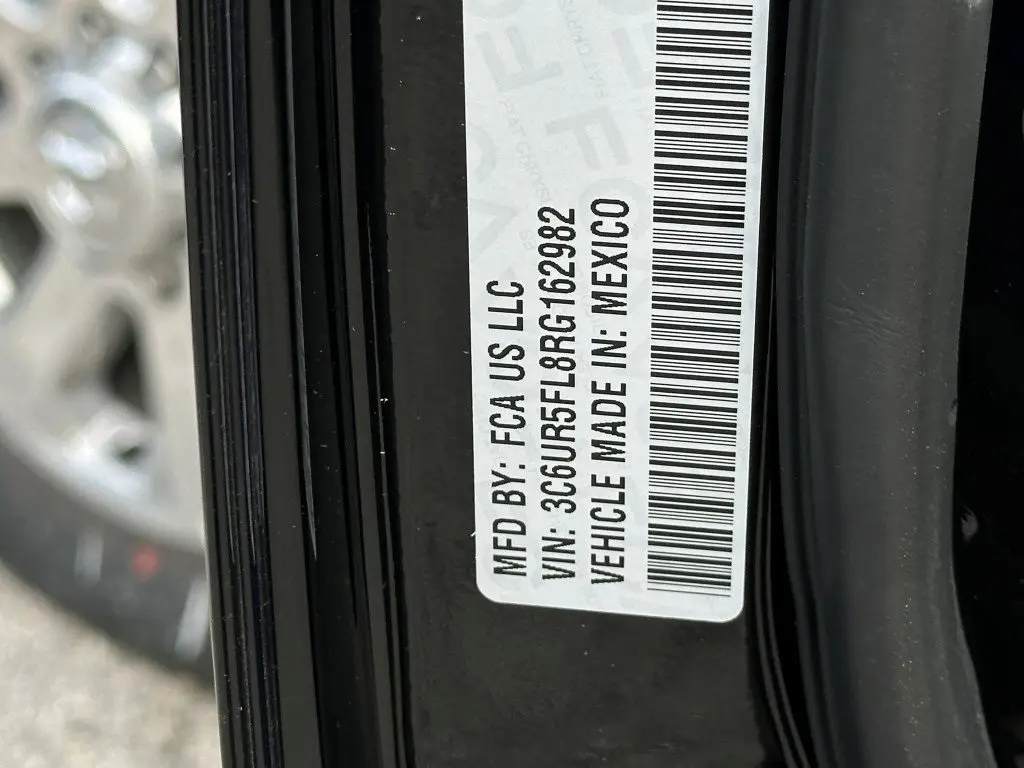 MFD BY: FCA US LLC
VIN: 3C6UR5FL8RG162982
VEHICLE MADE IN: MEXICO